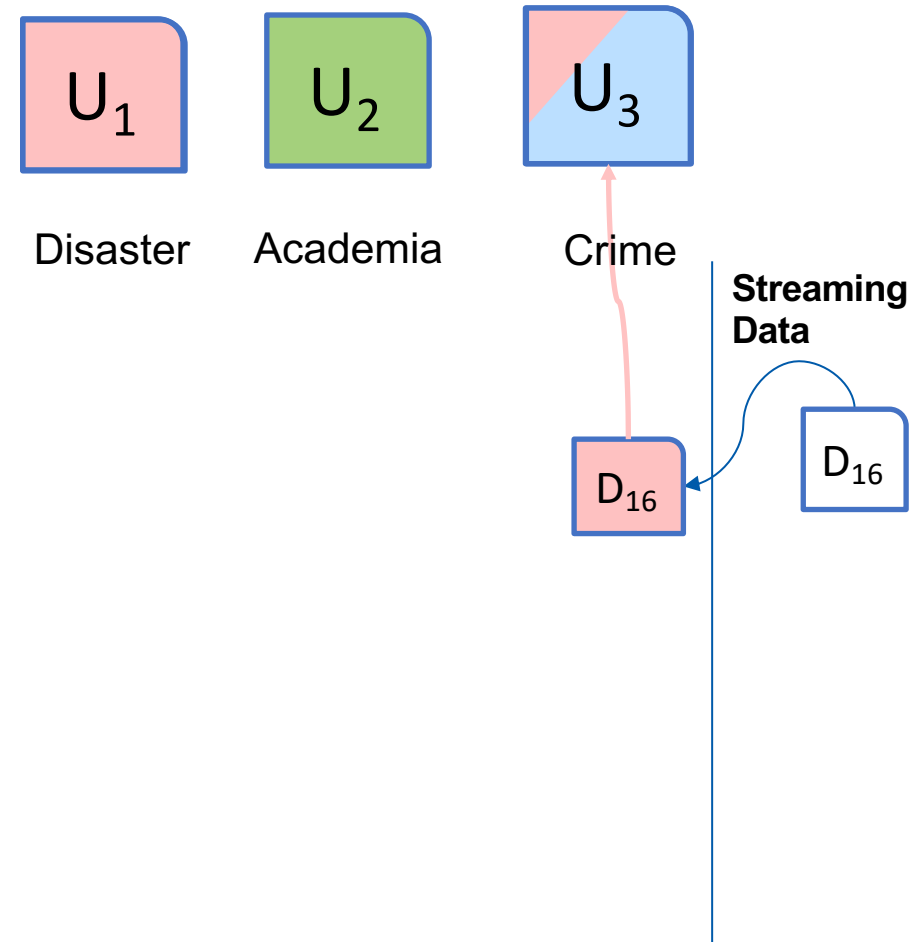 U₁ U₂ U₃
Disaster Academia Crime
Streaming
Data
D₁₆ D₁₆